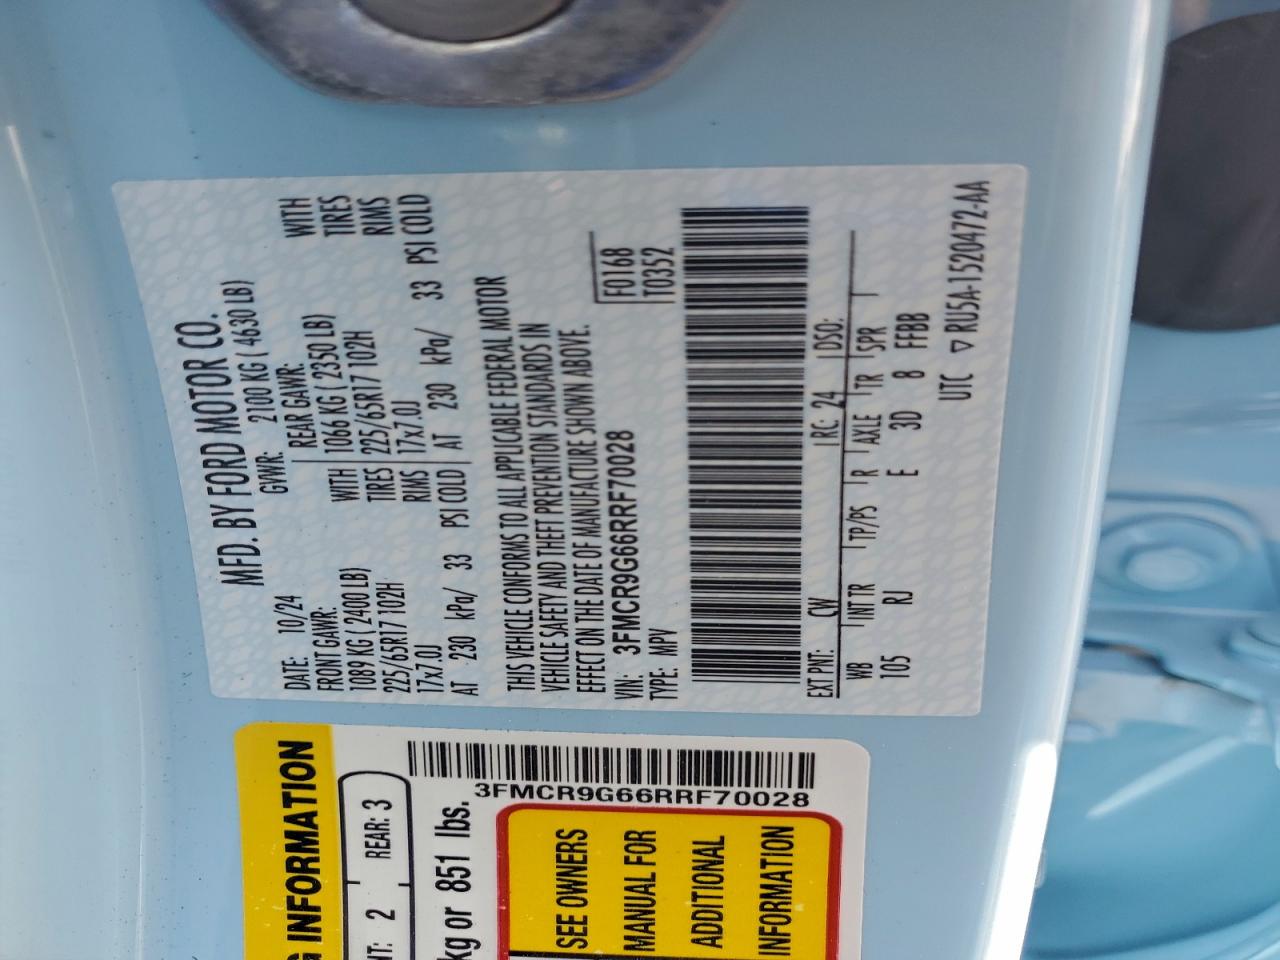 MFD. BY FORD MOTOR CO.
DATE: 10/24 GVWR: 2100 KG ( 4630 LB)
FRONT GAWR: REAR GAWR:
1089 KG ( 2400 LB) WITH 1066 KG ( 2350 LB) WITH
225/65R17 102H TIRES 225/65R17 102H TIRES
17x7.0J RIMS 17x7.0J RIMS
AT 230 kPa/ 33 PSI COLD AT 230 kPa/ 33 PSI COLD
THIS VEHICLE CONFORMS TO ALL APPLICABLE FEDERAL MOTOR
VEHICLE SAFETY AND THEFT PREVENTION STANDARDS IN
EFFECT ON THE DATE OF MANUFACTURE SHOWN ABOVE.
VIN: 3FMCR9G66RRF70028 F0168
TYPE: MPV T0352
EXT PNT: CW RC: 24 DSO:
WB INT TR TP/PS R AXLE TR SPR
105 RJ E 3D 8 FFBB
UTC ▽ RU5A-1520472-AA
G INFORMATION
NT: 2 REAR: 3
kg or 851 lbs.
3FMCR9G66RRF70028
SEE OWNERS
MANUAL FOR
ADDITIONAL
INFORMATION